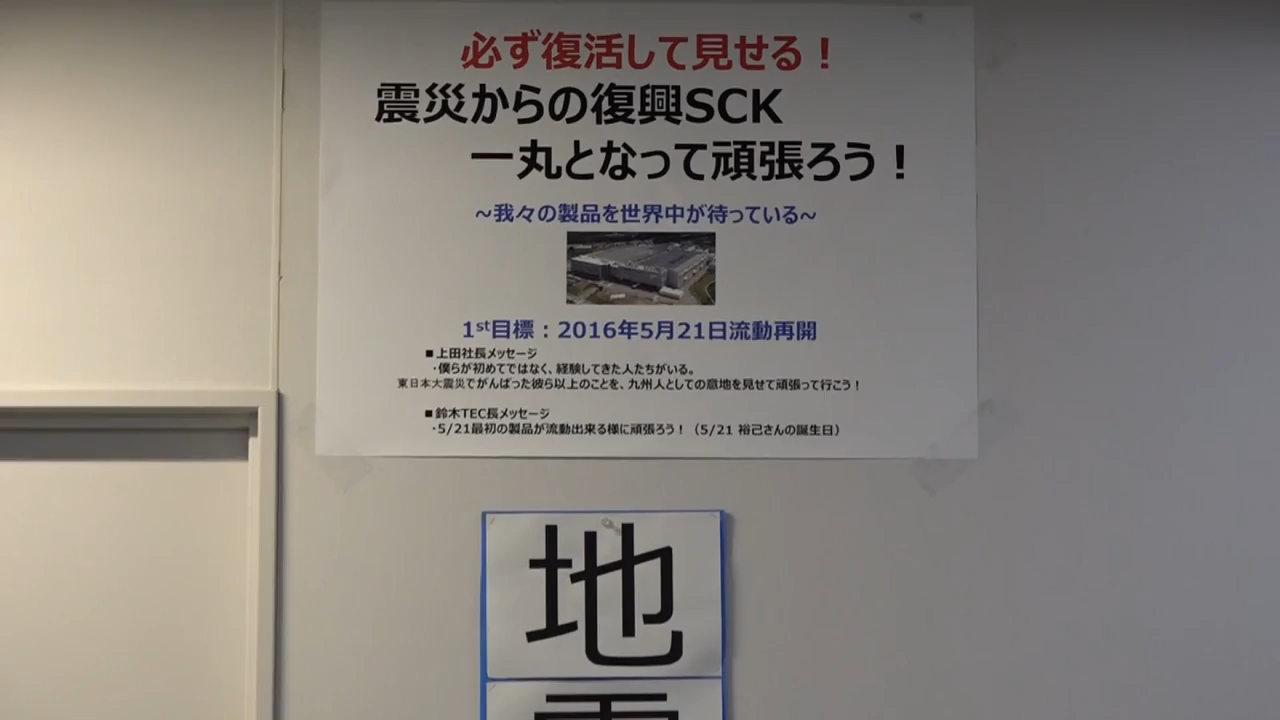 必ず復活して見せる！
震災からの復興SCK
一丸となって頑張ろう！
~我々の製品を世界中が待っている~
1st目標：2016年5月21日流動再開
■上田社長メッセージ
・僕らが初めてではなく、経験してきた人たちがいる。
東日本大震災でがんばった彼ら以上のことを、九州人としての意地を見せて頑張って行こう！
■鈴木TEC長メッセージ
・5/21最初の製品が流動出来る様に頑張ろう！（5/21 裕己さんの誕生日）
地